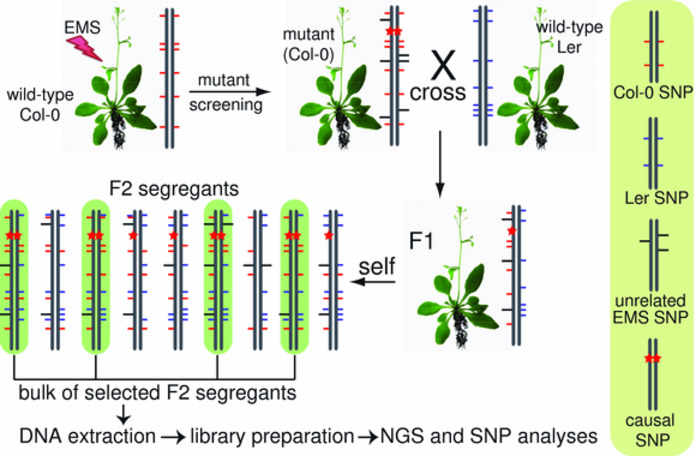 EMS
wild-type
Col-0
mutant
screening
mutant
(Col-0)
X
cross
wild-type
Ler
Col-0 SNP
Ler SNP
unrelated
EMS SNP
causal
SNP
F1
self
F2 segregants
bulk of selected F2 segregants
DNA extraction → library preparation → NGS and SNP analyses